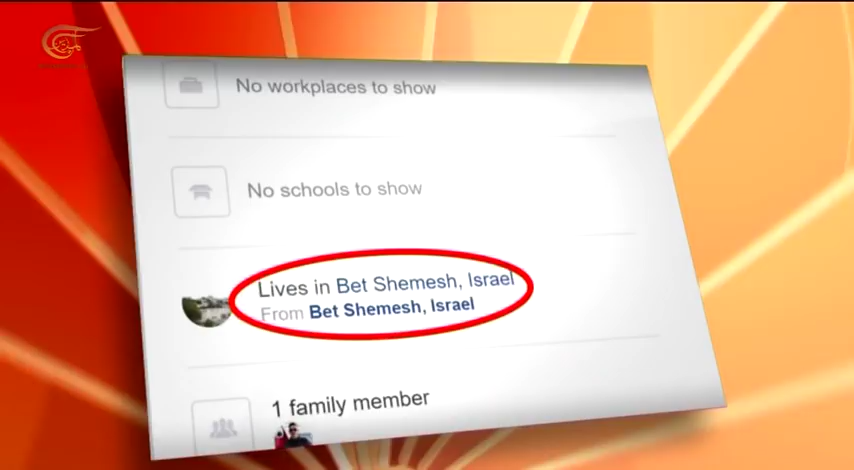 No workplaces to show
No schools to show
Lives in Bet Shemesh, Israel
From Bet Shemesh, Israel
1 family member